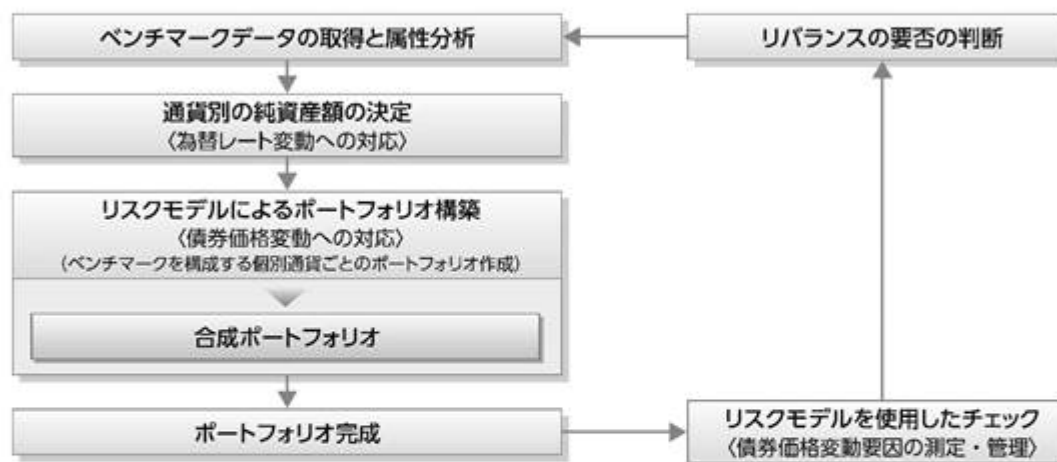 ベンチマークデータの取得と属性分析
リバランスの要否の判断
通貨別の純資産額の決定
〈為替レート変動への対応〉
リスクモデルによるポートフォリオ構築
〈債券価格変動への対応〉
(ベンチマークを構成する個別通貨ごとのポートフォリオ作成)
合成ポートフォリオ
ポートフォリオ完成
リスクモデルを使用したチェック
〈債券価格変動要因の測定・管理〉